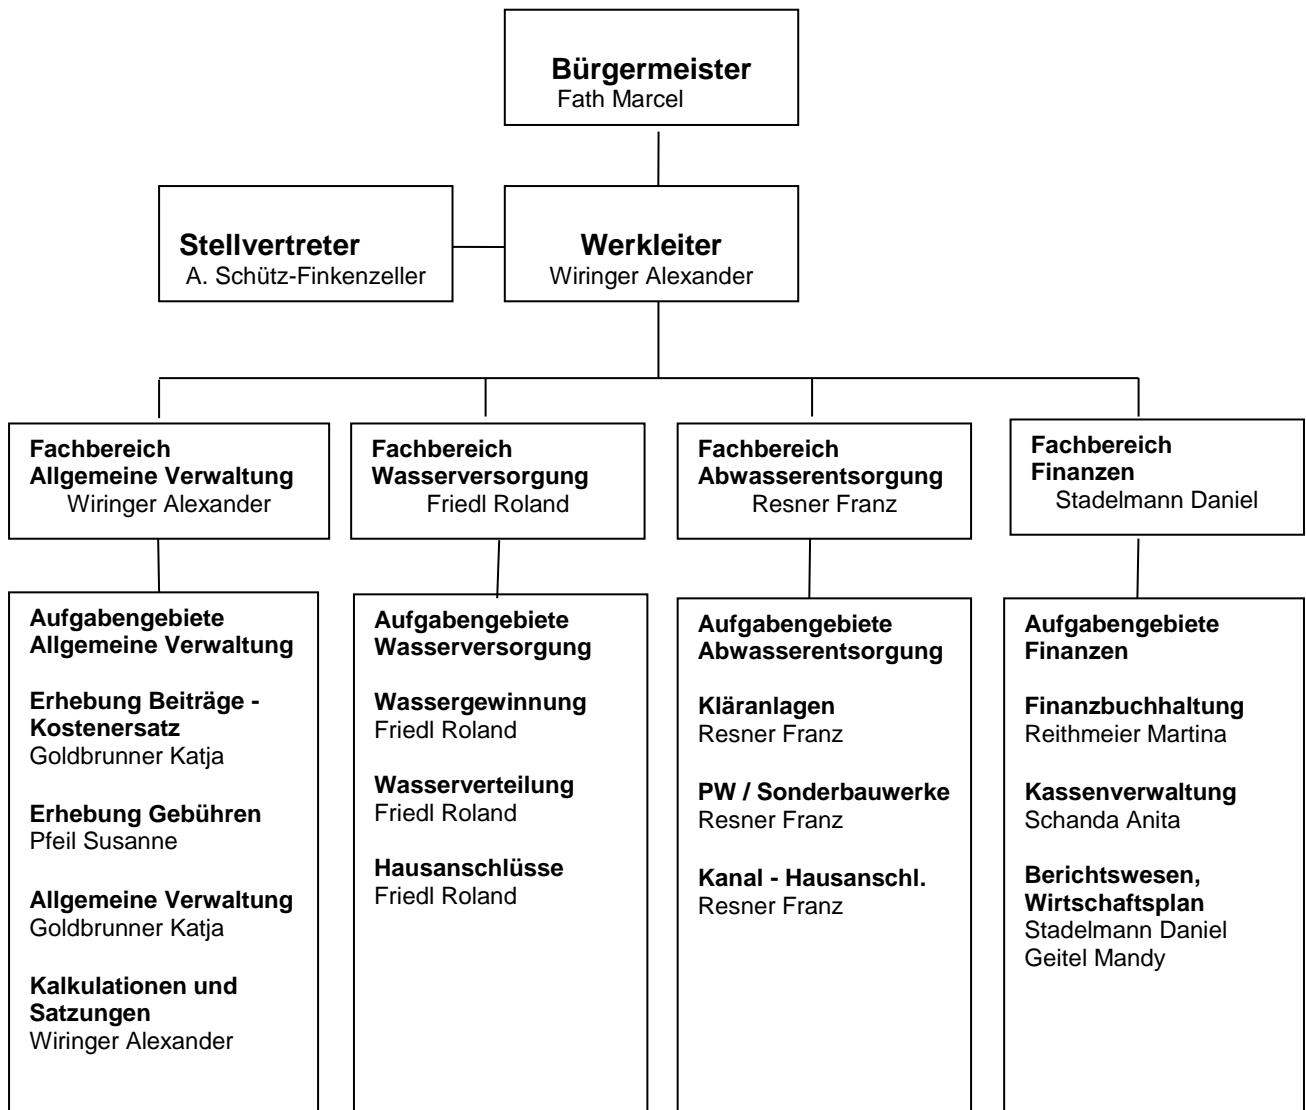 Bürgermeister
Fath Marcel
Stellvertreter
A. Schütz-Finkenzeller
Werkleiter
Wiringer Alexander
Fachbereich
Allgemeine Verwaltung
Wiringer Alexander
Fachbereich
Wasserversorgung
Friedl Roland
Fachbereich
Abwasserentsorgung
Resner Franz
Fachbereich
Finanzen
Stadelmann Daniel
Aufgabengebiete
Allgemeine Verwaltung
Erhebung Beiträge -
Kostenersatz
Goldbrunner Katja
Erhebung Gebühren
Pfeil Susanne
Allgemeine Verwaltung
Goldbrunner Katja
Kalkulationen und
Satzungen
Wiringer Alexander
Aufgabengebiete
Wasserversorgung
Wassergewinnung
Friedl Roland
Wasserverteilung
Friedl Roland
Hausanschlüsse
Friedl Roland
Aufgabengebiete
Abwasserentsorgung
Kläranlagen
Resner Franz
PW / Sonderbauwerke
Resner Franz
Kanal - Hausanschl.
Resner Franz
Aufgabengebiete
Finanzen
Finanzbuchhaltung
Reithmeier Martina
Kassenverwaltung
Schanda Anita
Berichtswesen,
Wirtschaftsplan
Stadelmann Daniel
Geitel Mandy